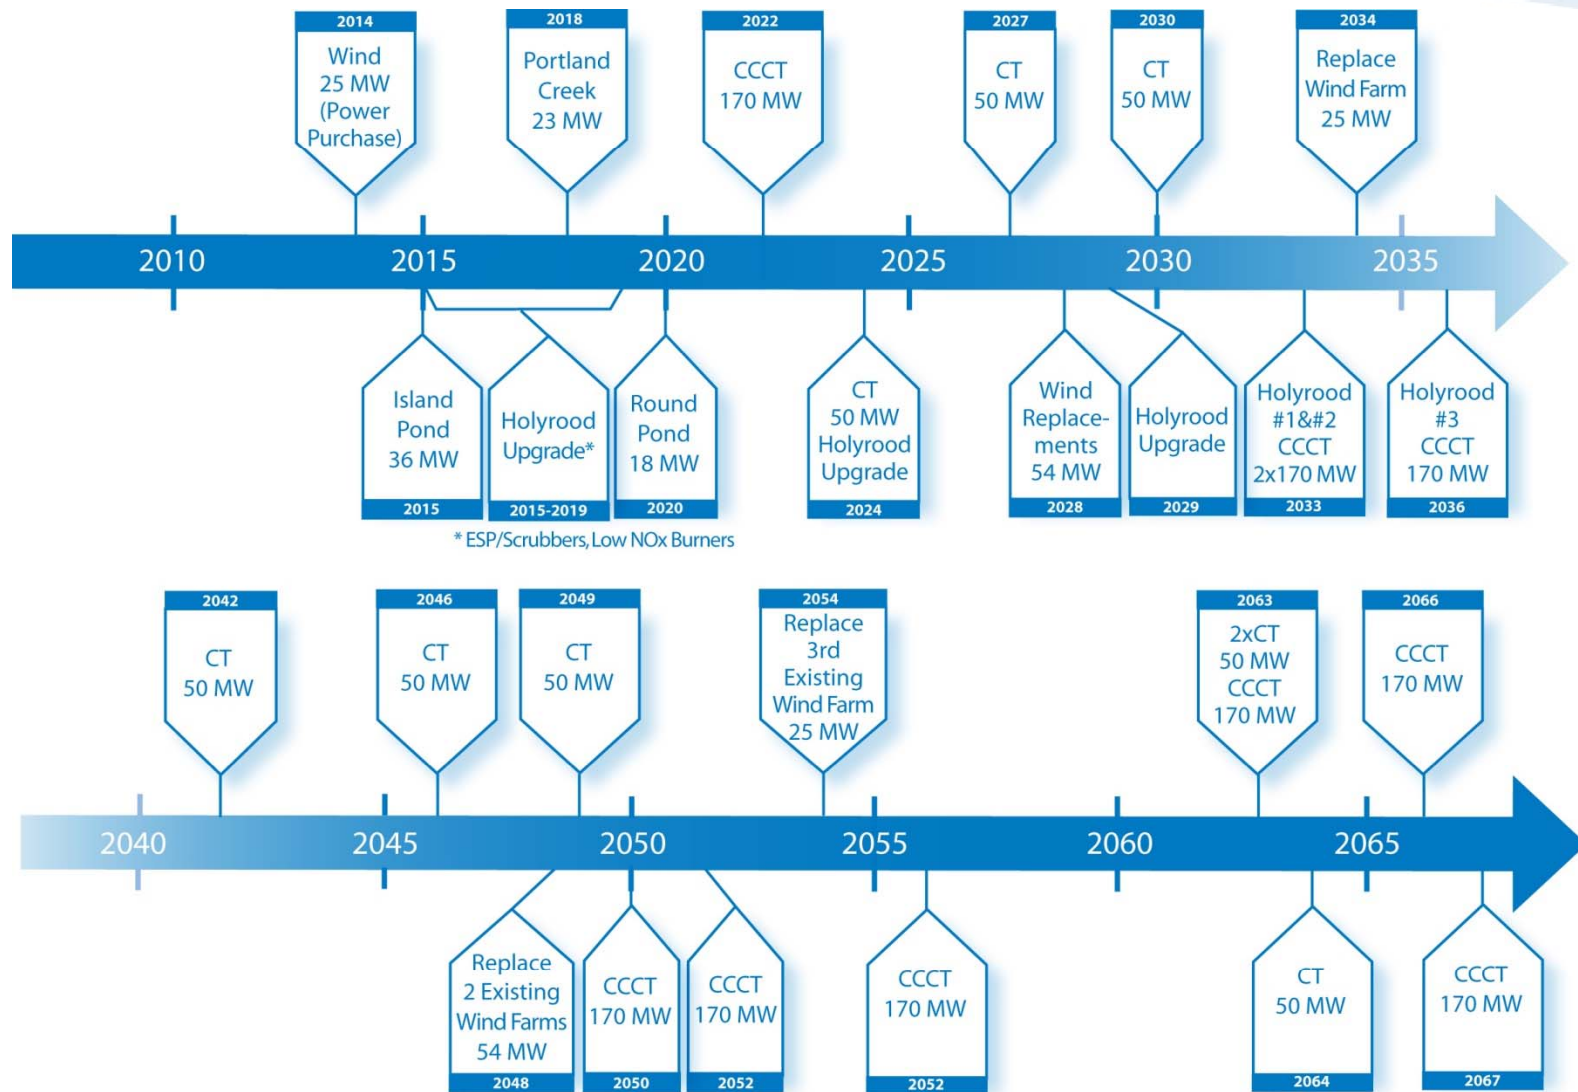 2014
Wind
25 MW
(Power
Purchase)
2018
Portland
Creek
23 MW
2022
CCCT
170 MW
2027
CT
50 MW
2030
CT
50 MW
2034
Replace
Wind Farm
25 MW
2010
2015
2020
2025
2030
2035
Island
Pond
36 MW
2015
Holyrood
Upgrade*
2015-2019
Round
Pond
18 MW
2020
CT
50 MW
Holyrood
Upgrade
2024
Wind
Replace-
ments
54 MW
2028
Holyrood
Upgrade
2029
Holyrood
#1&#2
CCCT
2x170 MW
2033
Holyrood
#3
CCCT
170 MW
2036
* ESP/Scrubbers, Low NOx Burners
2042
CT
50 MW
2046
CT
50 MW
2049
CT
50 MW
2054
Replace
3rd
Existing
Wind Farm
25 MW
2063
2xCT
50 MW
CCCT
170 MW
2066
CCCT
170 MW
2040
2045
2050
2055
2060
2065
Replace
2 Existing
Wind Farms
54 MW
2048
CCCT
170 MW
2050
CCCT
170 MW
2052
CCCT
170 MW
2052
CT
50 MW
2064
CCCT
170 MW
2067